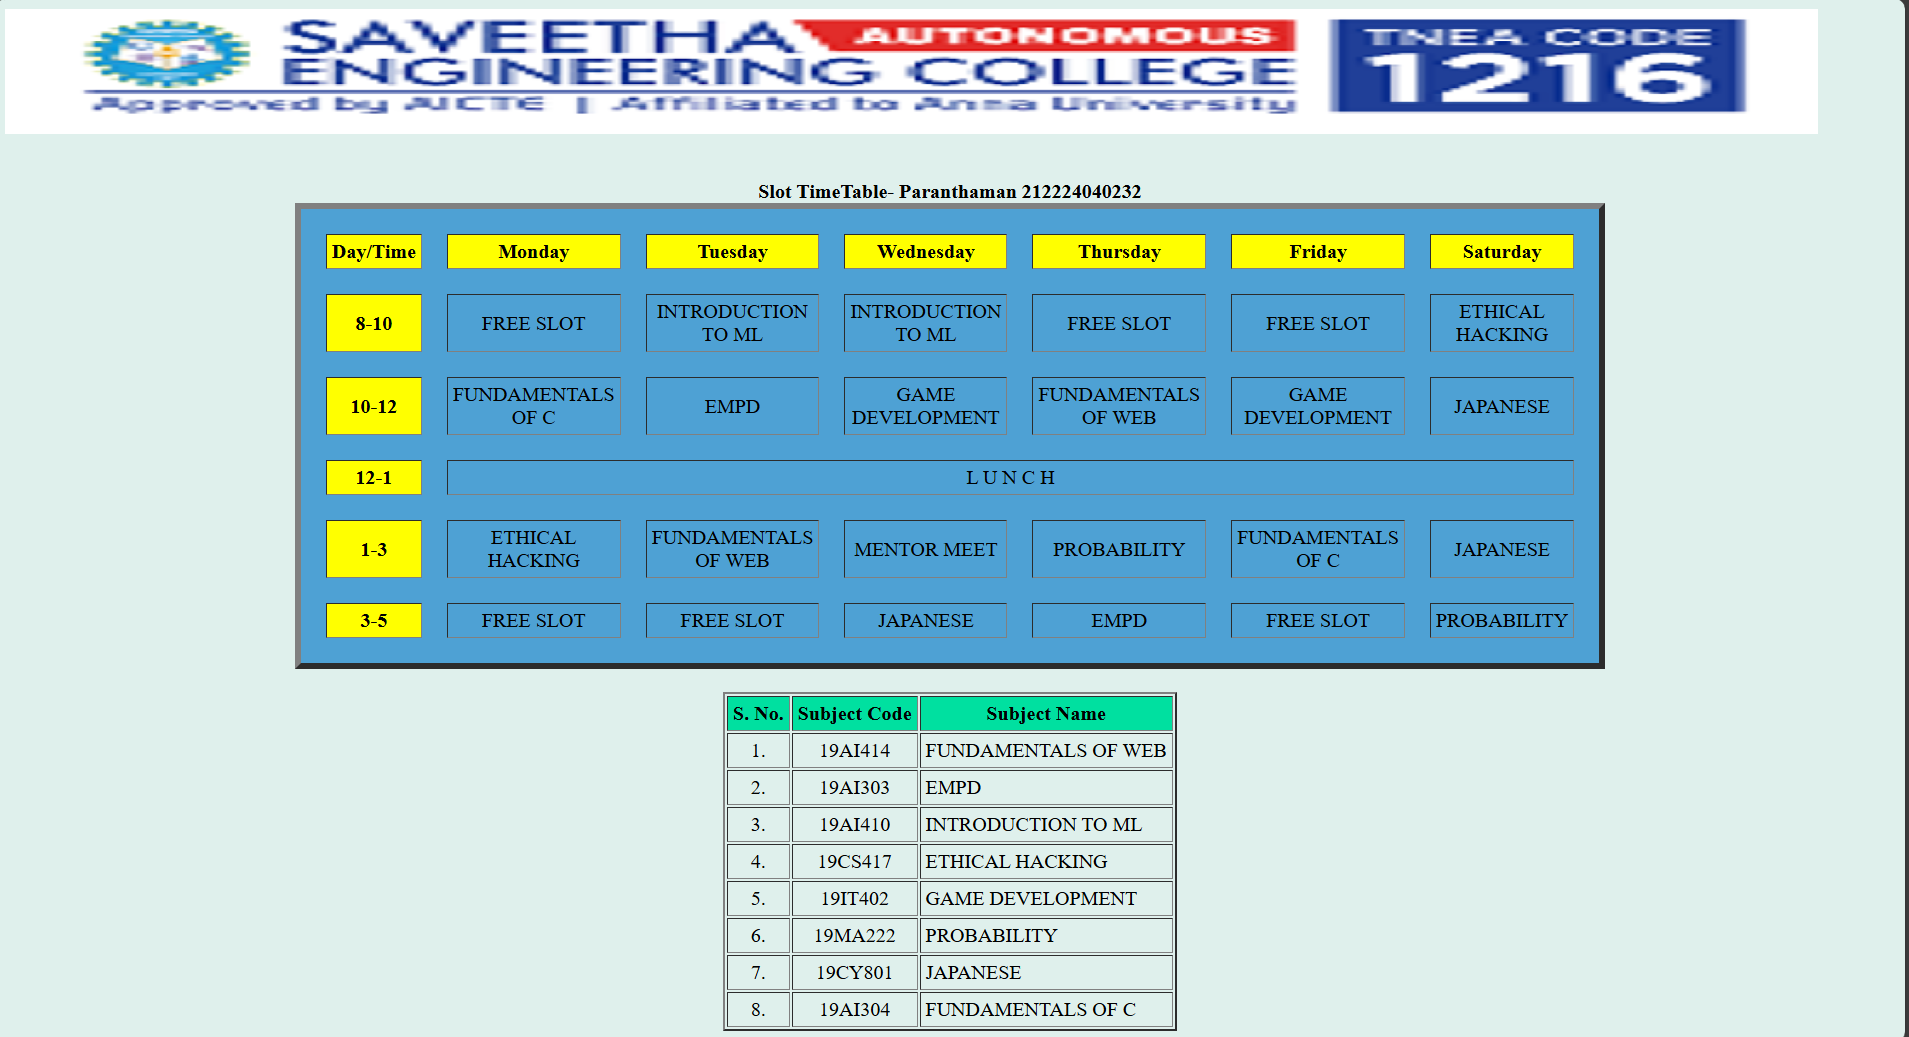 SAVEETHA AUTONOMOUS
ENGINEERING COLLEGE
Approved by AICTE | Affiliated to Anna University
TNEA CODE
1216
Slot TimeTable- Paranthaman 212224040232
Day/Time Monday Tuesday Wednesday Thursday Friday Saturday
8-10 FREE SLOT INTRODUCTION TO ML INTRODUCTION TO ML FREE SLOT FREE SLOT ETHICAL HACKING
10-12 FUNDAMENTALS OF C EMPD GAME DEVELOPMENT FUNDAMENTALS OF WEB GAME DEVELOPMENT JAPANESE
12-1 L U N C H
1-3 ETHICAL HACKING FUNDAMENTALS OF WEB MENTOR MEET PROBABILITY FUNDAMENTALS OF C JAPANESE
3-5 FREE SLOT FREE SLOT JAPANESE EMPD FREE SLOT PROBABILITY
S. No. Subject Code Subject Name
1. 19AI414 FUNDAMENTALS OF WEB
2. 19AI303 EMPD
3. 19AI410 INTRODUCTION TO ML
4. 19CS417 ETHICAL HACKING
5. 19IT402 GAME DEVELOPMENT
6. 19MA222 PROBABILITY
7. 19CY801 JAPANESE
8. 19AI304 FUNDAMENTALS OF C